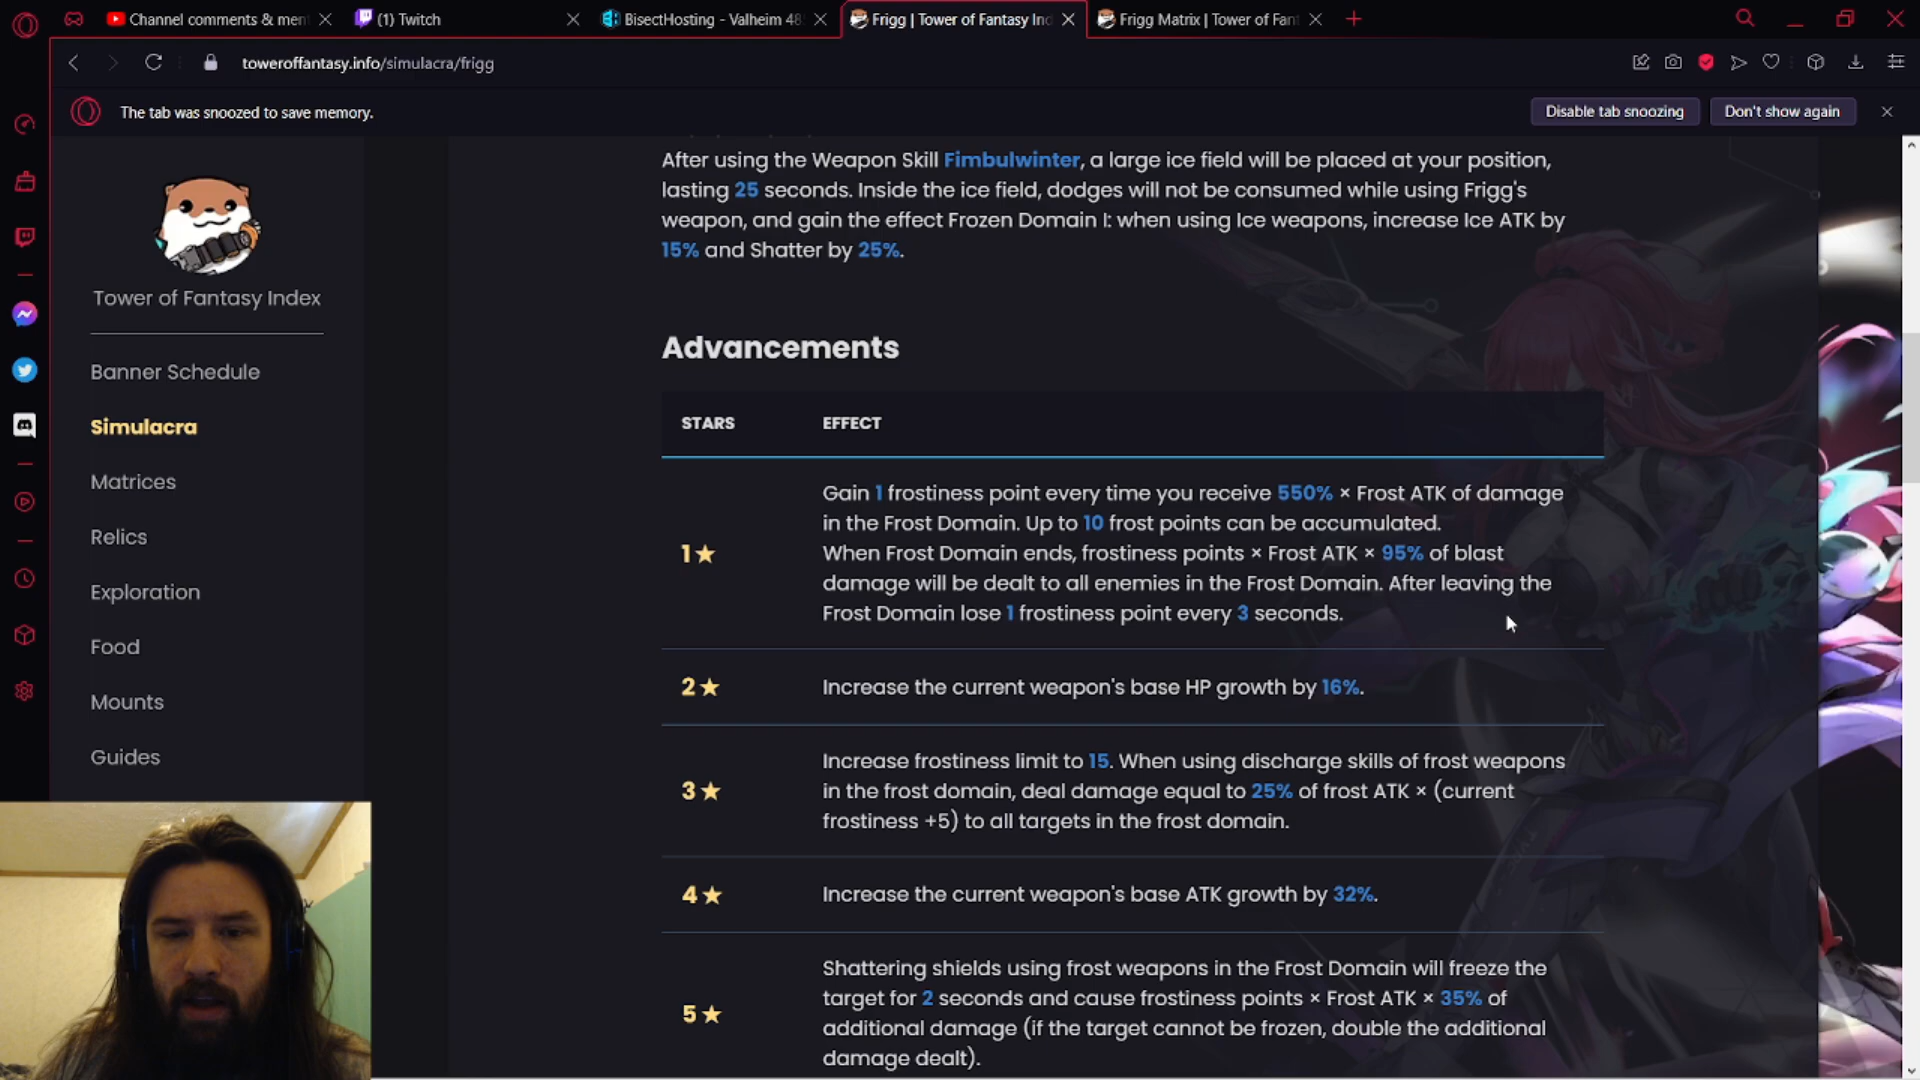 Channel comments & men
(1) Twitch
BisectHosting - Valheim 48
Frigg | Tower of Fantasy Ind
Frigg Matrix | Tower of Fant
toweroffantasy.info/simulacra/frigg
The tab was snoozed to save memory.
Disable tab snoozing
Don't show again
Tower of Fantasy Index
Banner Schedule
Simulacra
Matrices
Relics
Exploration
Food
Mounts
Guides
After using the Weapon Skill Fimbulwinter, a large ice field will be placed at your position,
lasting 25 seconds. Inside the ice field, dodges will not be consumed while using Frigg's
weapon, and gain the effect Frozen Domain I: when using Ice weapons, increase Ice ATK by
15% and Shatter by 25%.
Advancements
STARS EFFECT
1★
Gain 1 frostiness point every time you receive 550% × Frost ATK of damage
in the Frost Domain. Up to 10 frost points can be accumulated.
When Frost Domain ends, frostiness points × Frost ATK × 95% of blast
damage will be dealt to all enemies in the Frost Domain. After leaving the
Frost Domain lose 1 frostiness point every 3 seconds.
2★ Increase the current weapon's base HP growth by 16%.
3★
Increase frostiness limit to 15. When using discharge skills of frost weapons
in the frost domain, deal damage equal to 25% of frost ATK × (current
frostiness +5) to all targets in the frost domain.
4★ Increase the current weapon's base ATK growth by 32%.
5★
Shattering shields using frost weapons in the Frost Domain will freeze the
target for 2 seconds and cause frostiness points × Frost ATK × 35% of
additional damage (if the target cannot be frozen, double the additional
damage dealt).